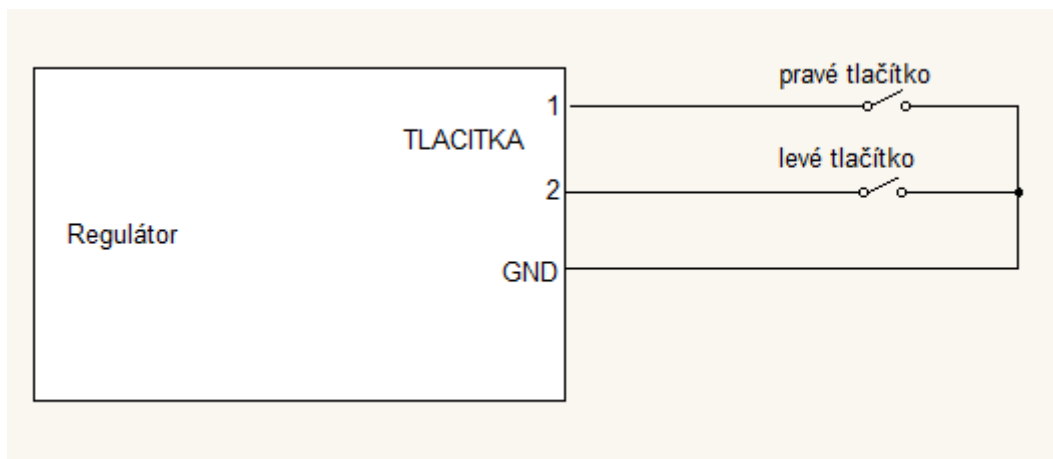 pravé tlačítko
1
TLACITKA
levé tlačítko
2
Regulátor
GND